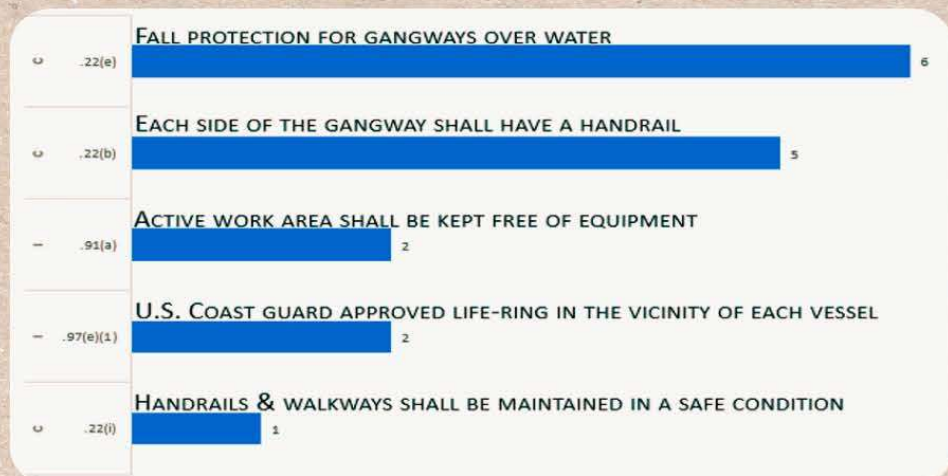 FALL PROTECTION FOR GANGWAYS OVER WATER
C .22(e) 6
EACH SIDE OF THE GANGWAY SHALL HAVE A HANDRAIL
C .22(b) 5
ACTIVE WORK AREA SHALL BE KEPT FREE OF EQUIPMENT
I .91(a) 2
U.S. COAST GUARD APPROVED LIFE-RING IN THE VICINITY OF EACH VESSEL
I .97(e)(1) 2
HANDRAILS & WALKWAYS SHALL BE MAINTAINED IN A SAFE CONDITION
C .22(i) 1